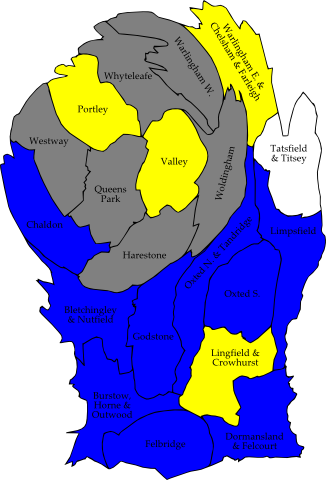 Warlingham E. &
Chelsham & Farleigh
Warlingham W.
Whyteleafe
Portley
Westway
Valley
Tatsfield
& Titsey
Woldingham
Queens
Park
Chaldon
Limpsfield
Harestone
Oxted N. & Tandridge
Oxted S.
Bletchingley
& Nutfield
Godstone
Lingfield &
Crowhurst
Burstow,
Horne &
Outwood
Felbridge
Dormansland
& Felcourt